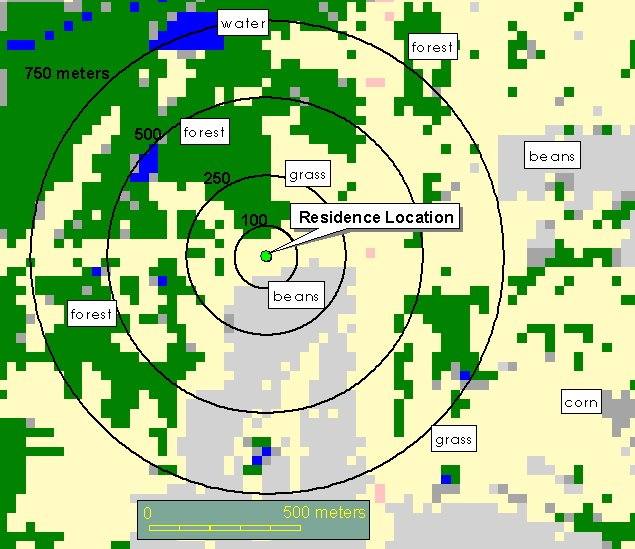 water
forest
750 meters
forest
500
beans
grass
250
100
Residence Location
beans
forest
corn
grass
0 500 meters